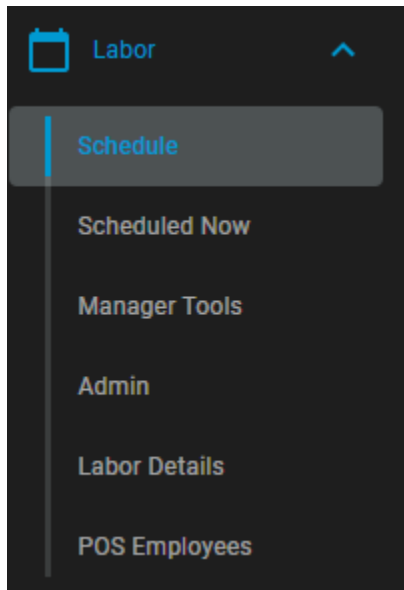 Labor
Schedule
Scheduled Now
Manager Tools
Admin
Labor Details
POS Employees